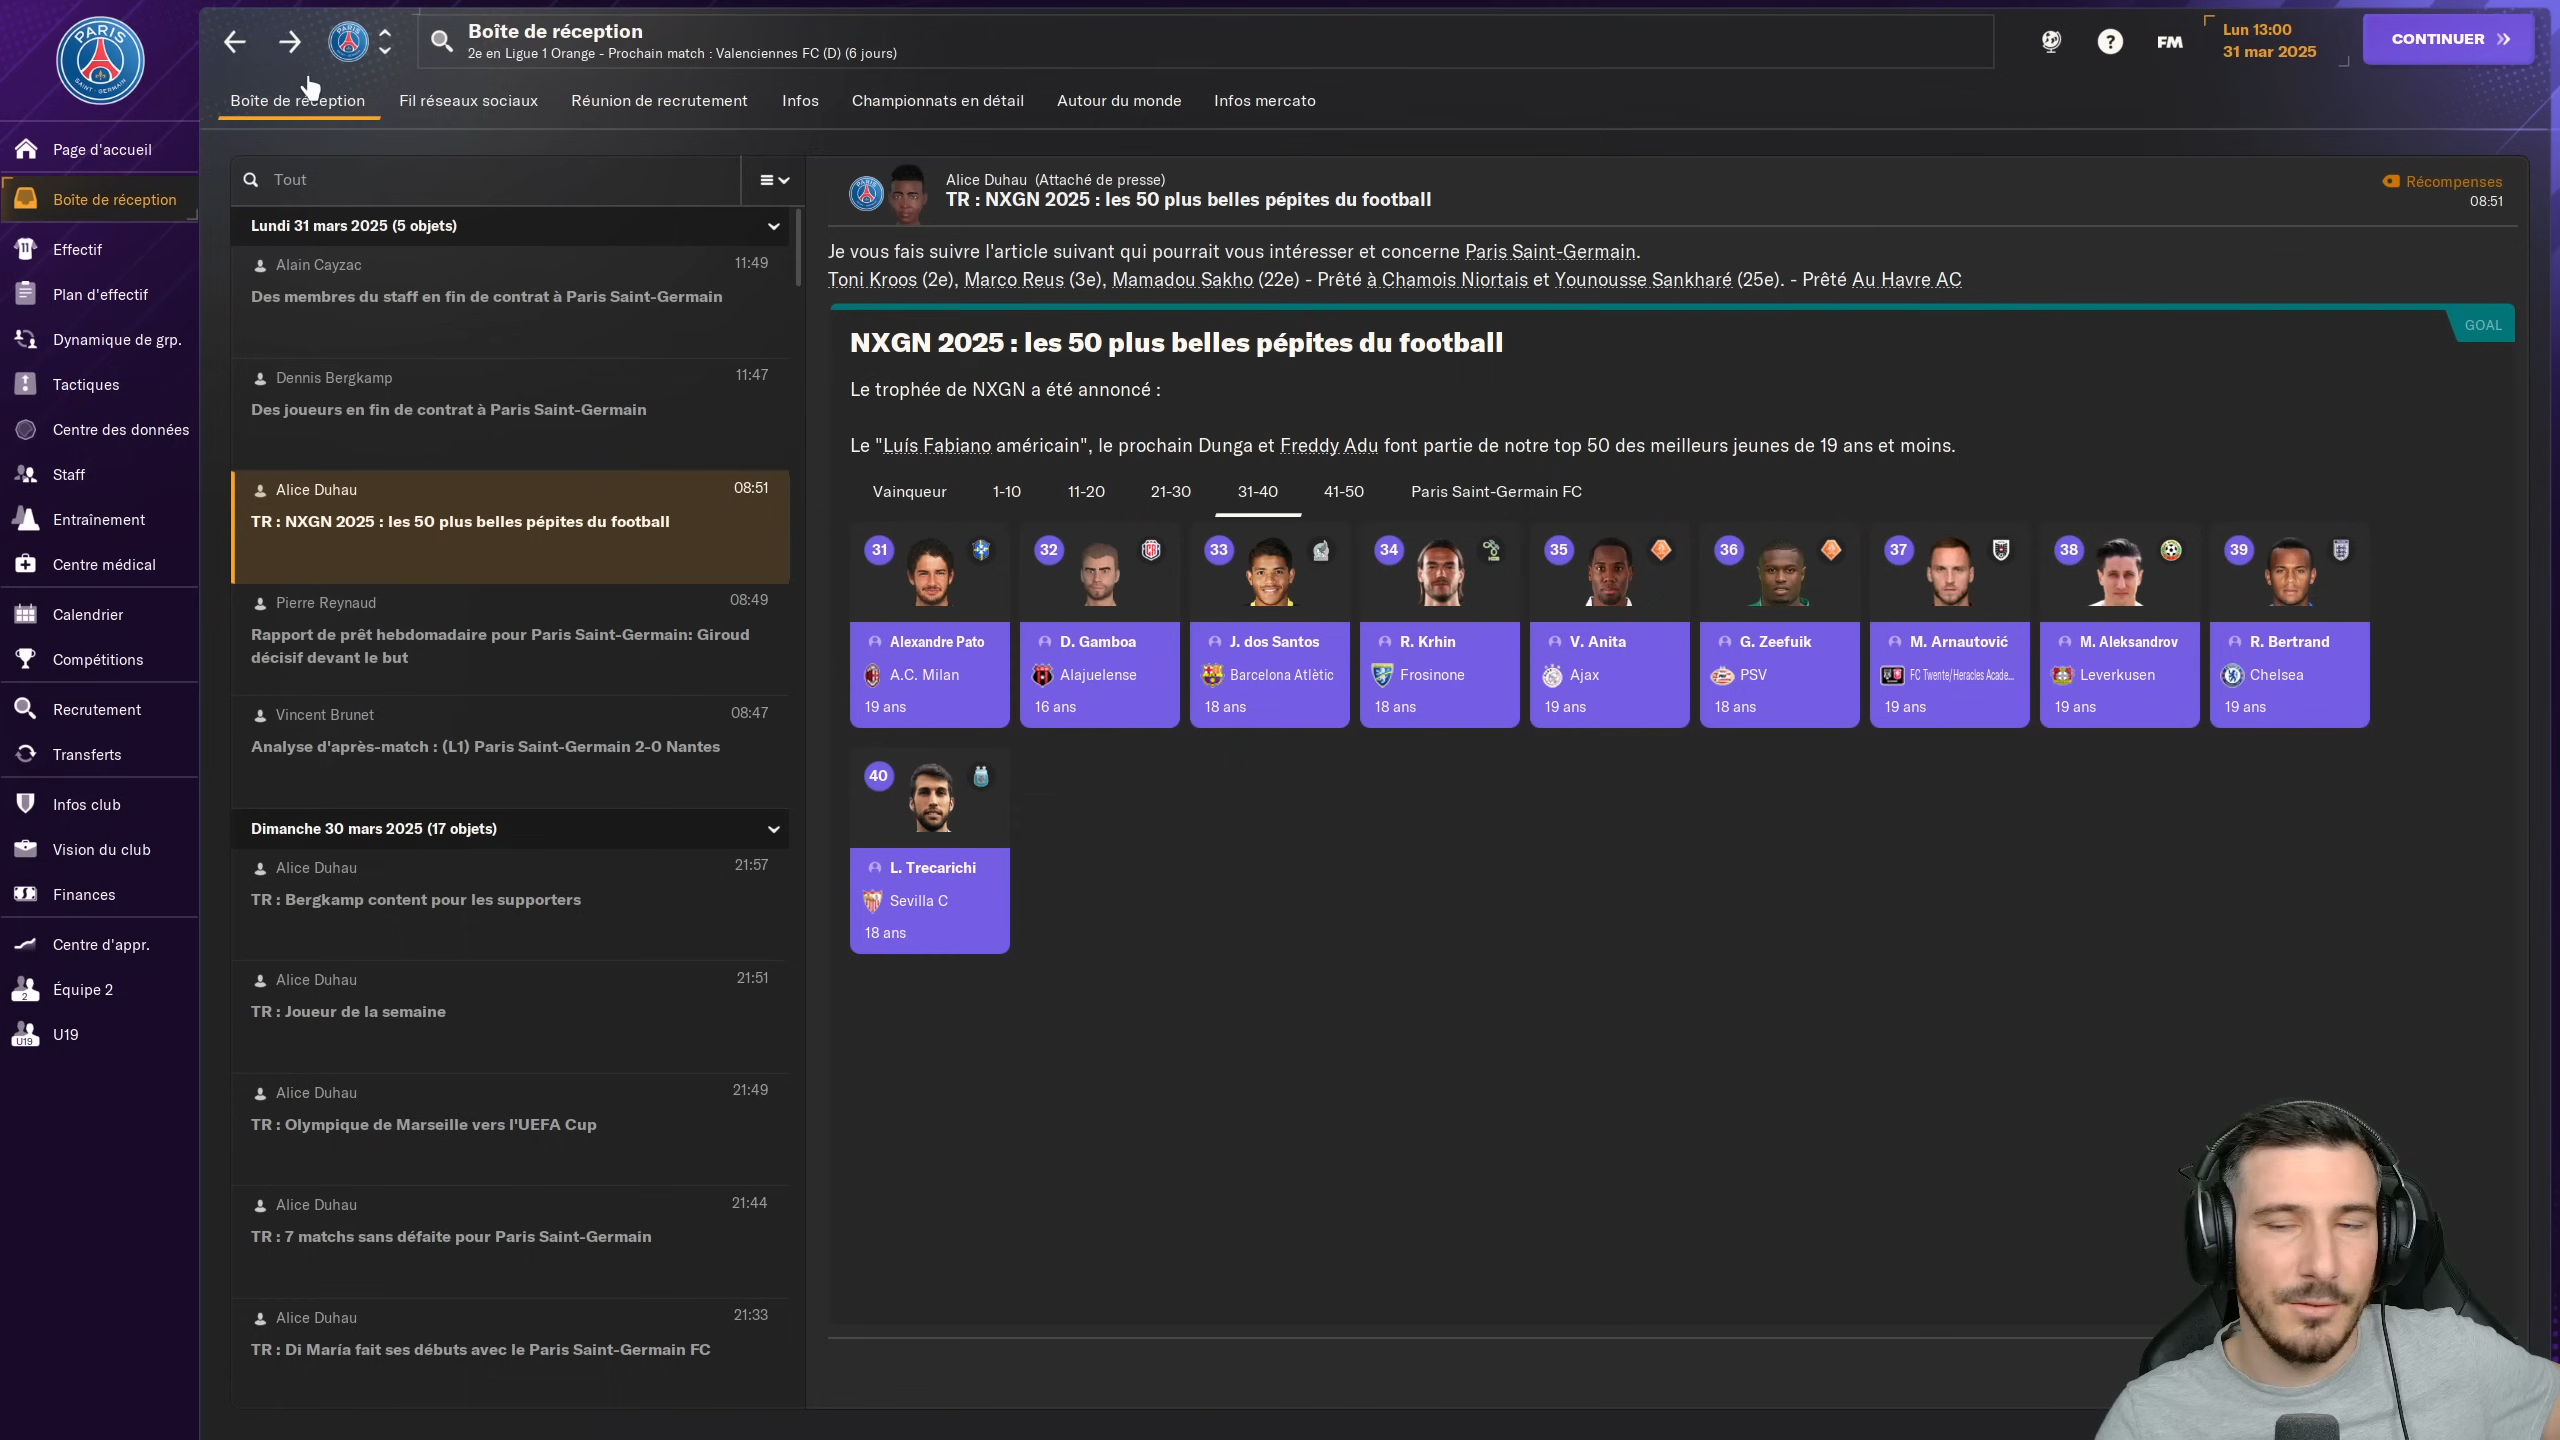 Boîte de réception
2e en Ligue 1 Orange - Prochain match : Valenciennes FC (D) (6 jours)
FM
Lun 13:00
31 mar 2025
CONTINUER
Boîte de réception
Fil réseaux sociaux
Réunion de recrutement
Infos
Championnats en détail
Autour du monde
Infos mercato
Page d'accueil
Boîte de réception
Effectif
Plan d'effectif
Dynamique de grp.
Tactiques
Centre des données
Staff
Entraînement
Centre médical
Calendrier
Compétitions
Recrutement
Transferts
Infos club
Vision du club
Finances
Centre d'appr.
2
Équipe 2
U19
U19
Tout
Lundi 31 mars 2025 (5 objets)
Alain Cayzac 11:49
Des membres du staff en fin de contrat à Paris Saint-Germain
Dennis Bergkamp 11:47
Des joueurs en fin de contrat à Paris Saint-Germain
Alice Duhau 08:51
TR : NXGN 2025 : les 50 plus belles pépites du football
Pierre Reynaud 08:49
Rapport de prêt hebdomadaire pour Paris Saint-Germain: Giroud
décisif devant le but
Vincent Brunet 08:47
Analyse d'après-match : (L1) Paris Saint-Germain 2-0 Nantes
Dimanche 30 mars 2025 (17 objets)
Alice Duhau 21:57
TR : Bergkamp content pour les supporters
Alice Duhau 21:51
TR : Joueur de la semaine
Alice Duhau 21:49
TR : Olympique de Marseille vers l'UEFA Cup
Alice Duhau 21:44
TR : 7 matchs sans défaite pour Paris Saint-Germain
Alice Duhau 21:33
TR : Di María fait ses débuts avec le Paris Saint-Germain FC
Alice Duhau (Attaché de presse)
TR : NXGN 2025 : les 50 plus belles pépites du football
Récompenses
08:51
Je vous fais suivre l'article suivant qui pourrait vous intéresser et concerne Paris Saint-Germain.
Toni Kroos (2e), Marco Reus (3e), Mamadou Sakho (22e) - Prêté à Chamois Niortais et Younousse Sankharé (25e). - Prêté Au Havre AC
GOAL
NXGN 2025 : les 50 plus belles pépites du football
Le trophée de NXGN a été annoncé :
Le "Luís Fabiano américain", le prochain Dunga et Freddy Adu font partie de notre top 50 des meilleurs jeunes de 19 ans et moins.
Vainqueur 1-10 11-20 21-30 31-40 41-50 Paris Saint-Germain FC
31
Alexandre Pato
A.C. Milan
19 ans
32
D. Gamboa
Alajuelense
16 ans
33
J. dos Santos
Barcelona Atlètic
18 ans
34
R. Krhin
Frosinone
18 ans
35
V. Anita
Ajax
19 ans
36
G. Zeefuik
PSV
18 ans
37
M. Arnautović
FC Twente/Heracles Acade...
19 ans
38
M. Aleksandrov
Leverkusen
19 ans
39
R. Bertrand
Chelsea
19 ans
40
L. Trecarichi
Sevilla C
18 ans